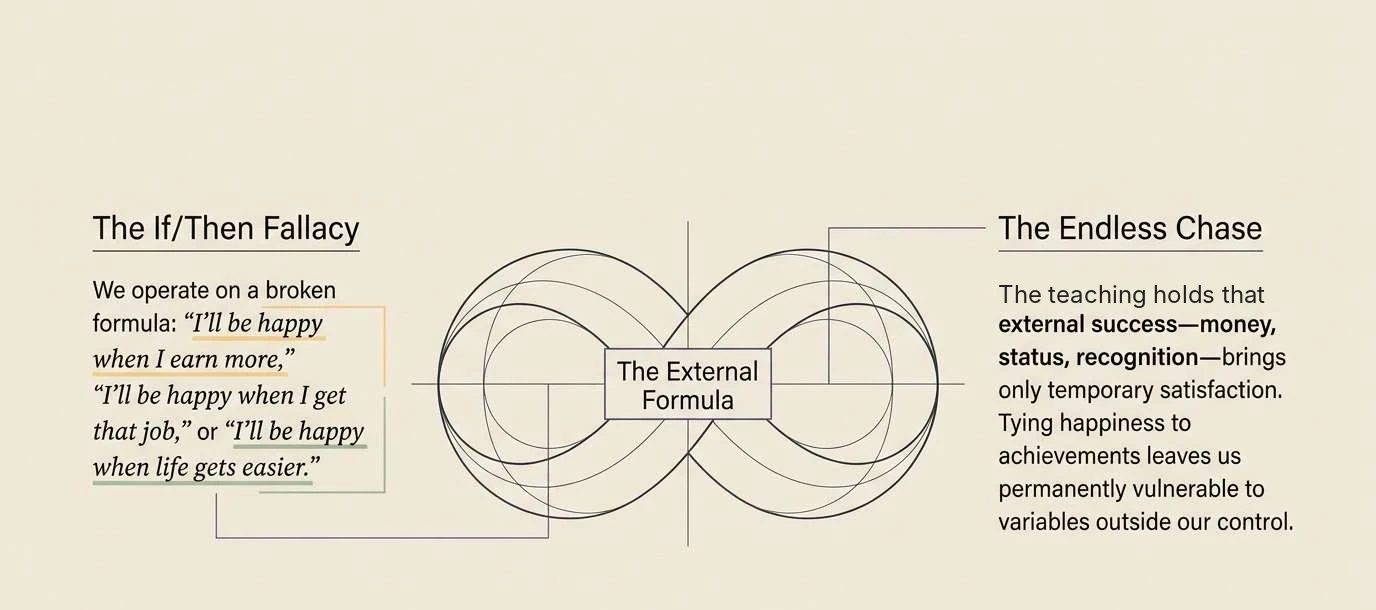 The If/Then Fallacy
We operate on a broken
formula: “I’ll be happy
when I earn more,”
“I’ll be happy when I get
that job,” or “I’ll be happy
when life gets easier.”
The External
Formula
The Endless Chase
The teaching holds that
external success—money,
status, recognition—brings
only temporary satisfaction.
Tying happiness to
achievements leaves us
permanently vulnerable to
variables outside our control.